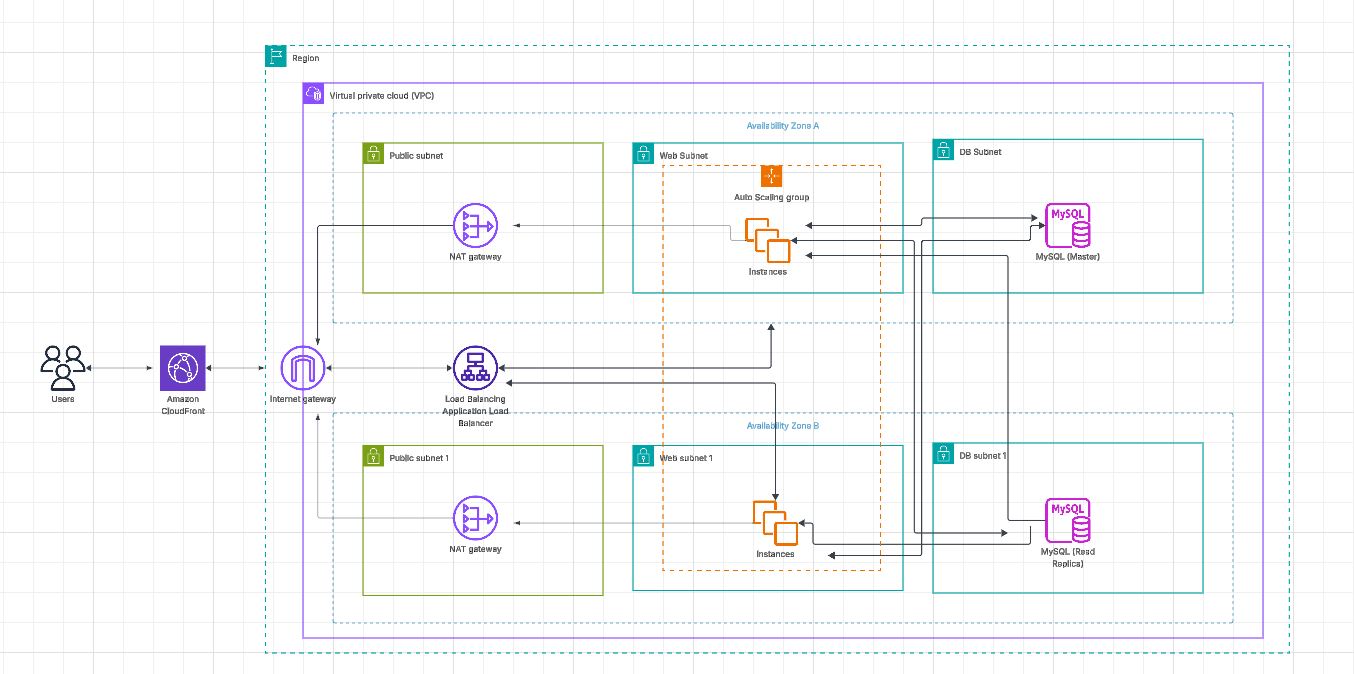 Region
Virtual private cloud (VPC)
Availability Zone A
Public subnet
NAT gateway
Web Subnet
Auto Scaling group
Instances
DB Subnet
MySQL
MySQL (Master)
Users
Amazon
CloudFront
Internet gateway
Load Balancing
Application Load
Balancer
Availability Zone B
Public subnet 1
NAT gateway
Web subnet 1
Instances
DB subnet 1
MySQL
MySQL (Read
Replica)